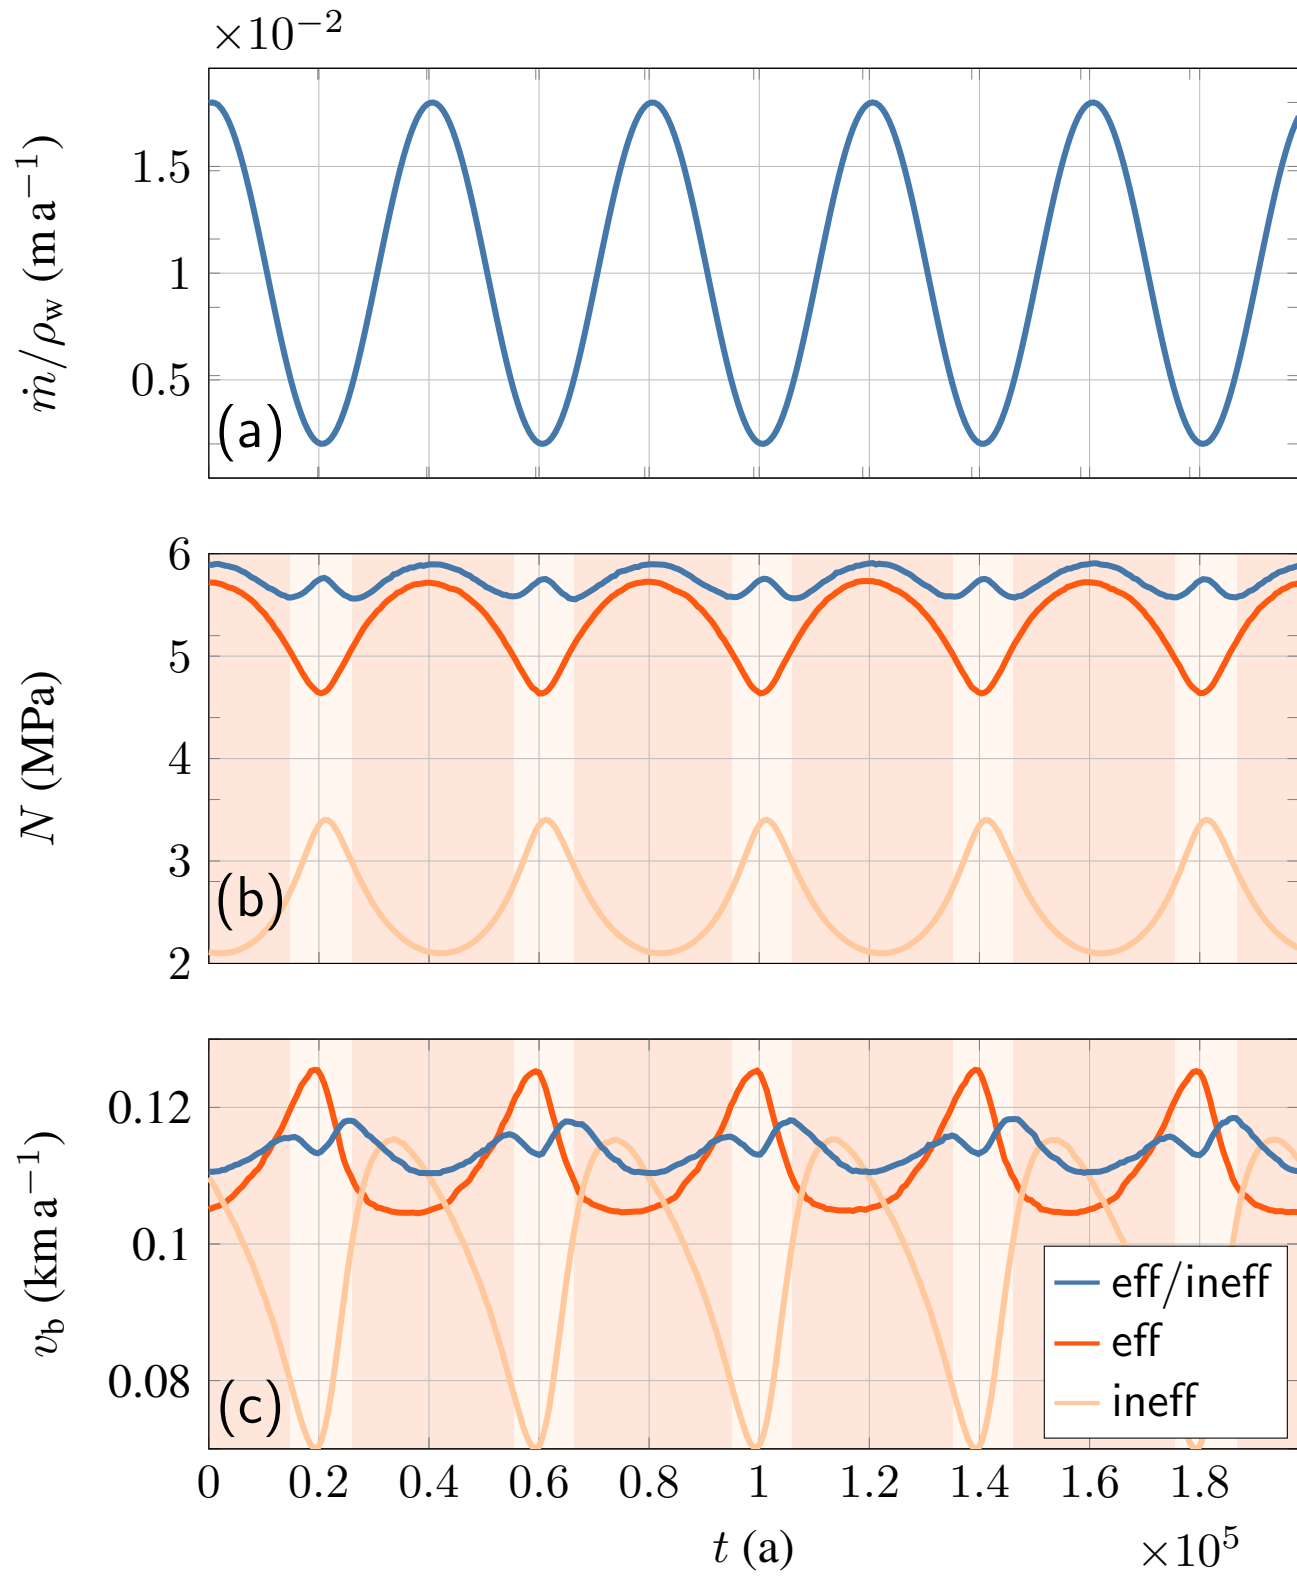 ×10⁻²
1.5
1
0.5
ṁ/ρ_w (m a⁻¹)
(a)
6
5
4
3
2
N (MPa)
(b)
0.12
0.1
0.08
v_b (km a⁻¹)
(c)
eff/ineff
eff
ineff
0 0.2 0.4 0.6 0.8 1 1.2 1.4 1.6 1.8
t (a)
×10⁵